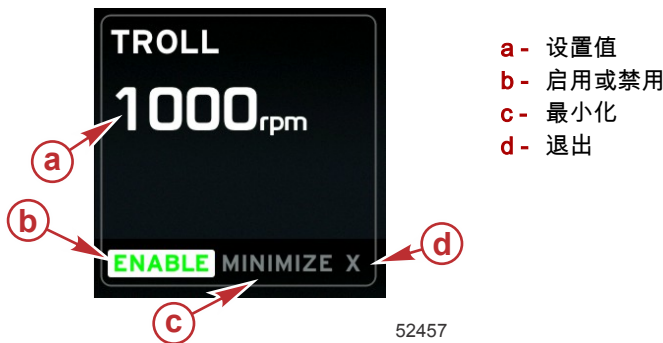 TROLL
1000rpm
ENABLE MINIMIZE X
a
b
c
d
52457
a - 设置值
b - 启用或禁用
c - 最小化
d - 退出